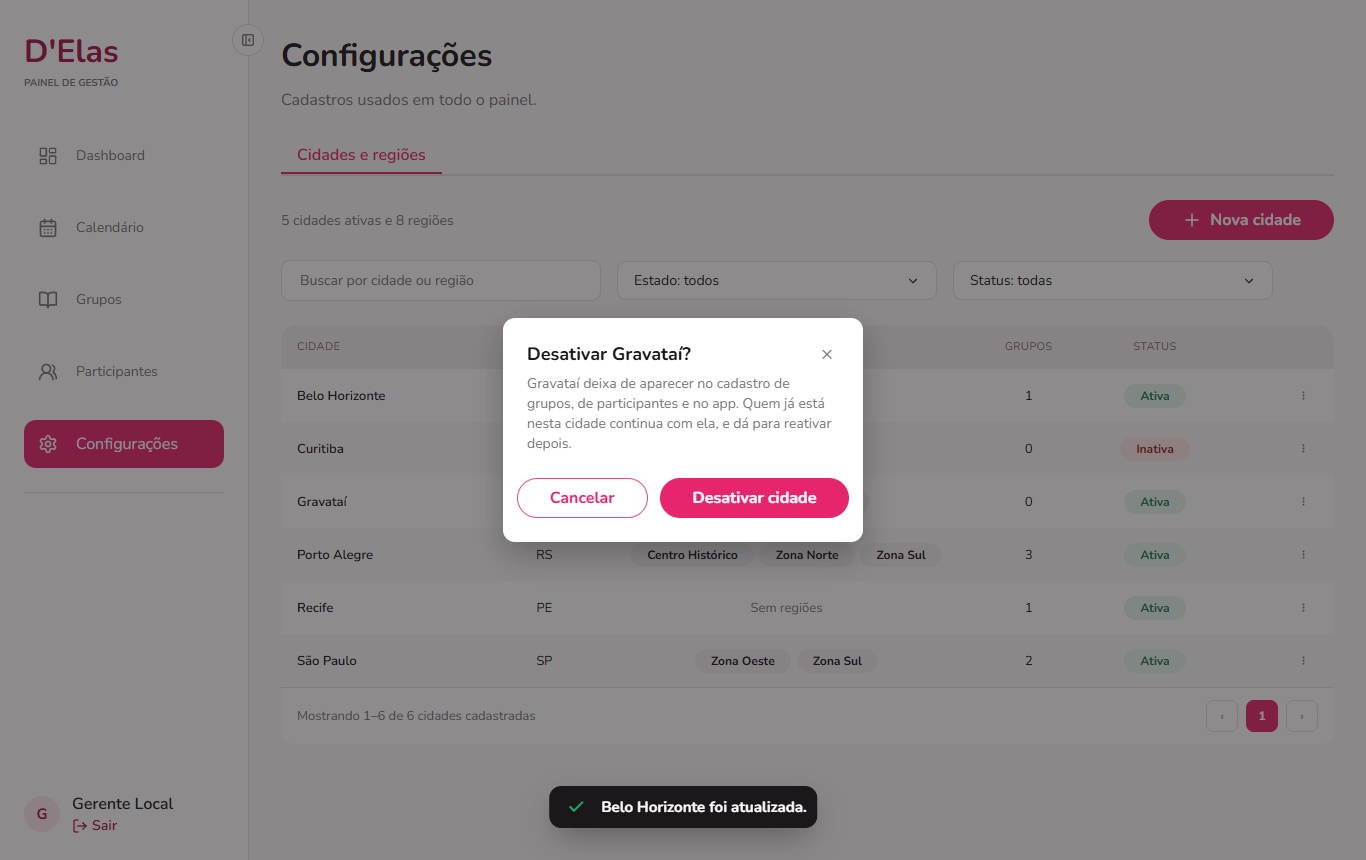 D'Elas
PAINEL DE GESTÃO
Dashboard
Calendário
Grupos
Participantes
Configurações
G
Gerente Local
Sair
Configurações
Cadastros usados em todo o painel.
Cidades e regiões
5 cidades ativas e 8 regiões
Nova cidade
Buscar por cidade ou região
Estado: todos
Status: todas
CIDADE GRUPOS STATUS
Belo Horizonte 1 Ativa
Curitiba 0 Inativa
Gravataí 0 Ativa
Porto Alegre RS Centro Histórico Zona Norte Zona Sul 3 Ativa
Recife PE Sem regiões 1 Ativa
São Paulo SP Zona Oeste Zona Sul 2 Ativa
Mostrando 1–6 de 6 cidades cadastradas
‹ 1 ›
Desativar Gravataí?
Gravataí deixa de aparecer no cadastro de
grupos, de participantes e no app. Quem já está
nesta cidade continua com ela, e dá para reativar
depois.
Cancelar
Desativar cidade
Belo Horizonte foi atualizada.